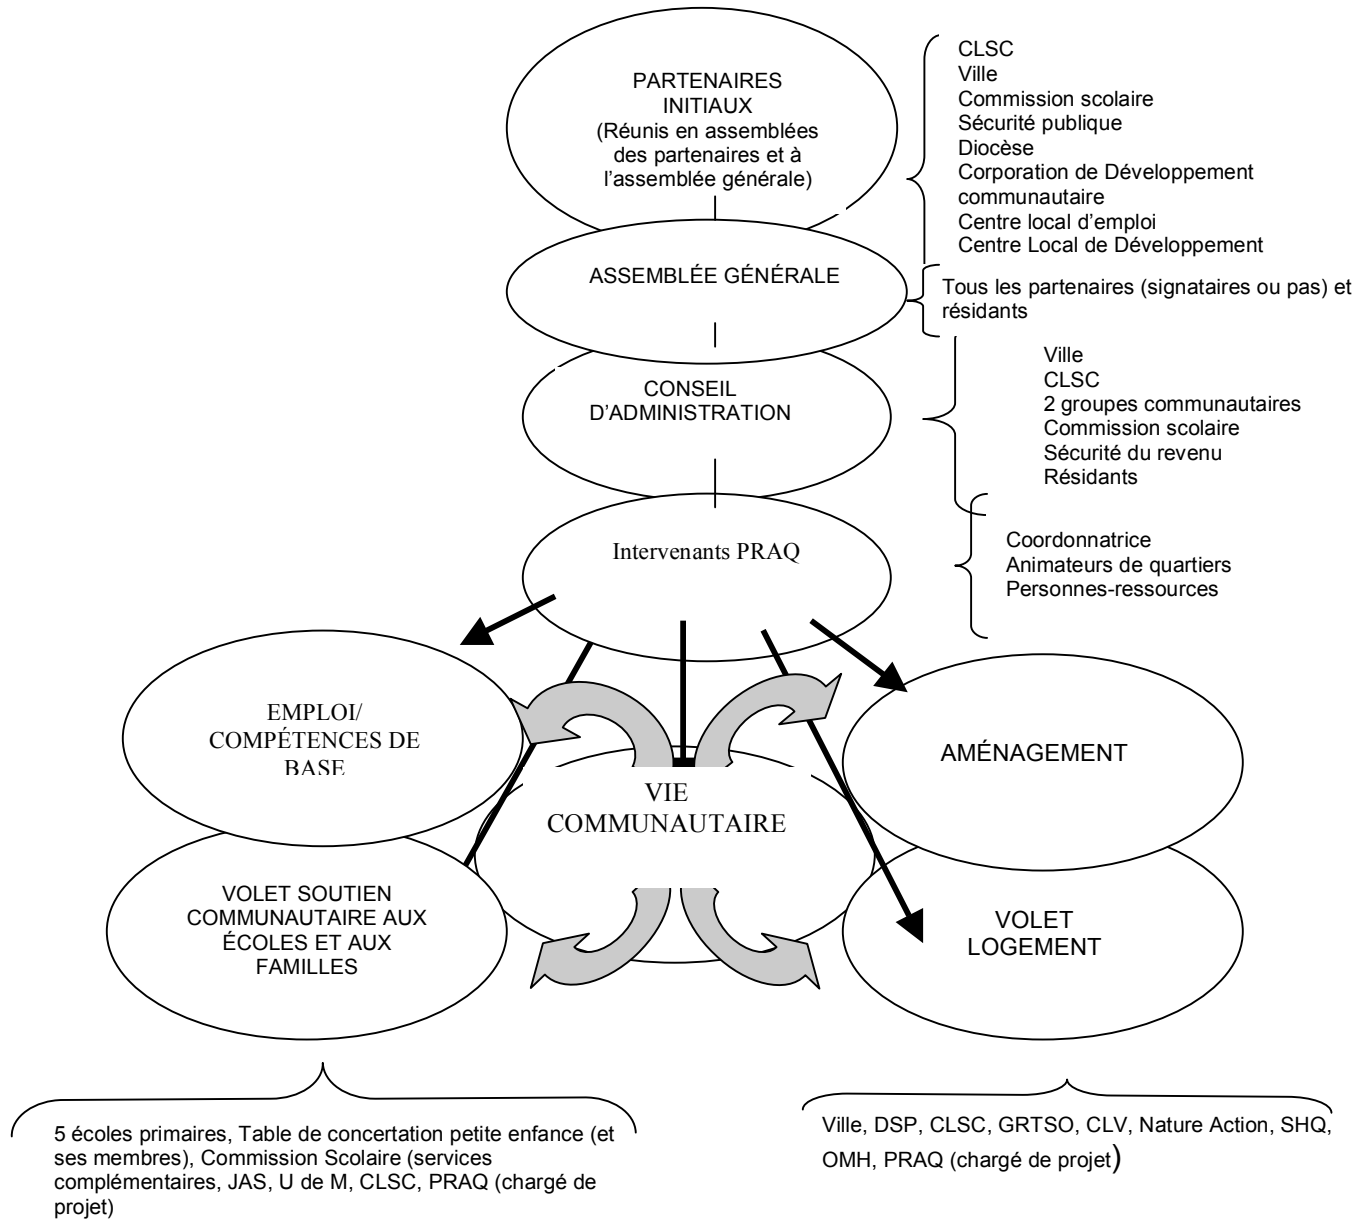 PARTENAIRES
INITIAUX
(Réunis en assemblées
des partenaires et à
l'assemblée générale)
CLSC
Ville
Commission scolaire
Sécurité publique
Diocèse
Corporation de Développement
communautaire
Centre local d'emploi
Centre Local de Développement
ASSEMBLÉE GÉNÉRALE
Tous les partenaires (signataires ou pas) et
résidants
CONSEIL
D'ADMINISTRATION
Ville
CLSC
2 groupes communautaires
Commission scolaire
Sécurité du revenu
Résidants
Intervenants PRAQ
Coordonnatrice
Animateurs de quartiers
Personnes-ressources
EMPLOI/
COMPÉTENCES DE
BASE
VIE
COMMUNAUTAIRE
AMÉNAGEMENT
VOLET SOUTIEN
COMMUNAUTAIRE AUX
ÉCOLES ET AUX
FAMILLES
VOLET
LOGEMENT
5 écoles primaires, Table de concertation petite enfance (et
ses membres), Commission Scolaire (services
complémentaires, JAS, U de M, CLSC, PRAQ (chargé de
projet)
Ville, DSP, CLSC, GRTSO, CLV, Nature Action, SHQ,
OMH, PRAQ (chargé de projet)